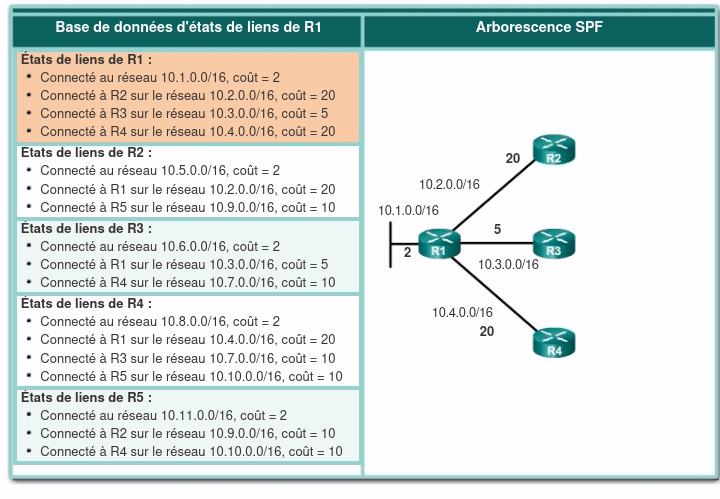 Base de données d'états de liens de R1
États de liens de R1 :
Connecté au réseau 10.1.0.0/16, coût = 2
Connecté à R2 sur le réseau 10.2.0.0/16, coût = 20
Connecté à R3 sur le réseau 10.3.0.0/16, coût = 5
Connecté à R4 sur le réseau 10.4.0.0/16, coût = 20
États de liens de R2 :
Connecté au réseau 10.5.0.0/16, coût = 2
Connecté à R1 sur le réseau 10.2.0.0/16, coût = 20
Connecté à R5 sur le réseau 10.9.0.0/16, coût = 10
États de liens de R3 :
Connecté au réseau 10.6.0.0/16, coût = 2
Connecté à R1 sur le réseau 10.3.0.0/16, coût = 5
Connecté à R4 sur le réseau 10.7.0.0/16, coût = 10
États de liens de R4 :
Connecté au réseau 10.8.0.0/16, coût = 2
Connecté à R1 sur le réseau 10.4.0.0/16, coût = 20
Connecté à R3 sur le réseau 10.7.0.0/16, coût = 10
Connecté à R5 sur le réseau 10.10.0.0/16, coût = 10
États de liens de R5 :
Connecté au réseau 10.11.0.0/16, coût = 2
Connecté à R2 sur le réseau 10.9.0.0/16, coût = 10
Connecté à R4 sur le réseau 10.10.0.0/16, coût = 10
Arborescence SPF
20
R2
10.2.0.0/16
10.1.0.0/16
5
2
R1
R3
10.3.0.0/16
10.4.0.0/16
20
R4